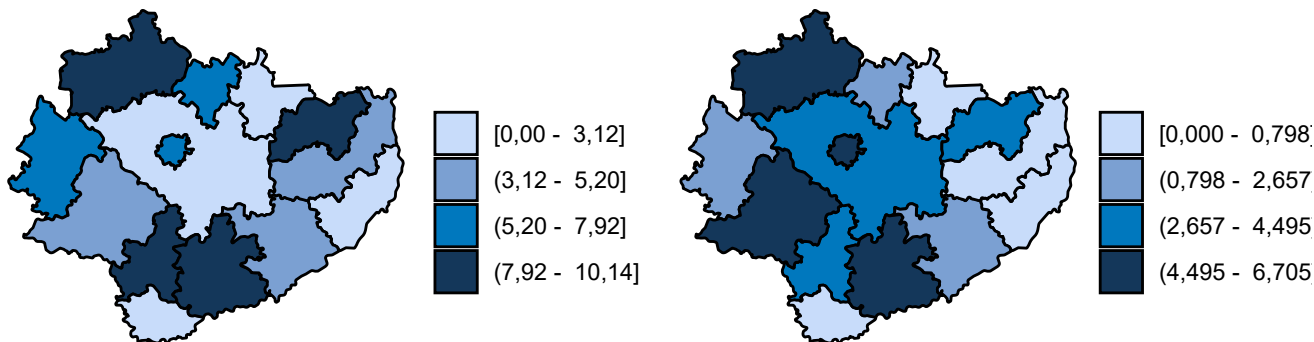 [0,00 - 3,12]
(3,12 - 5,20]
(5,20 - 7,92]
(7,92 - 10,14]
[0,000 - 0,798]
(0,798 - 2,657]
(2,657 - 4,495]
(4,495 - 6,705]